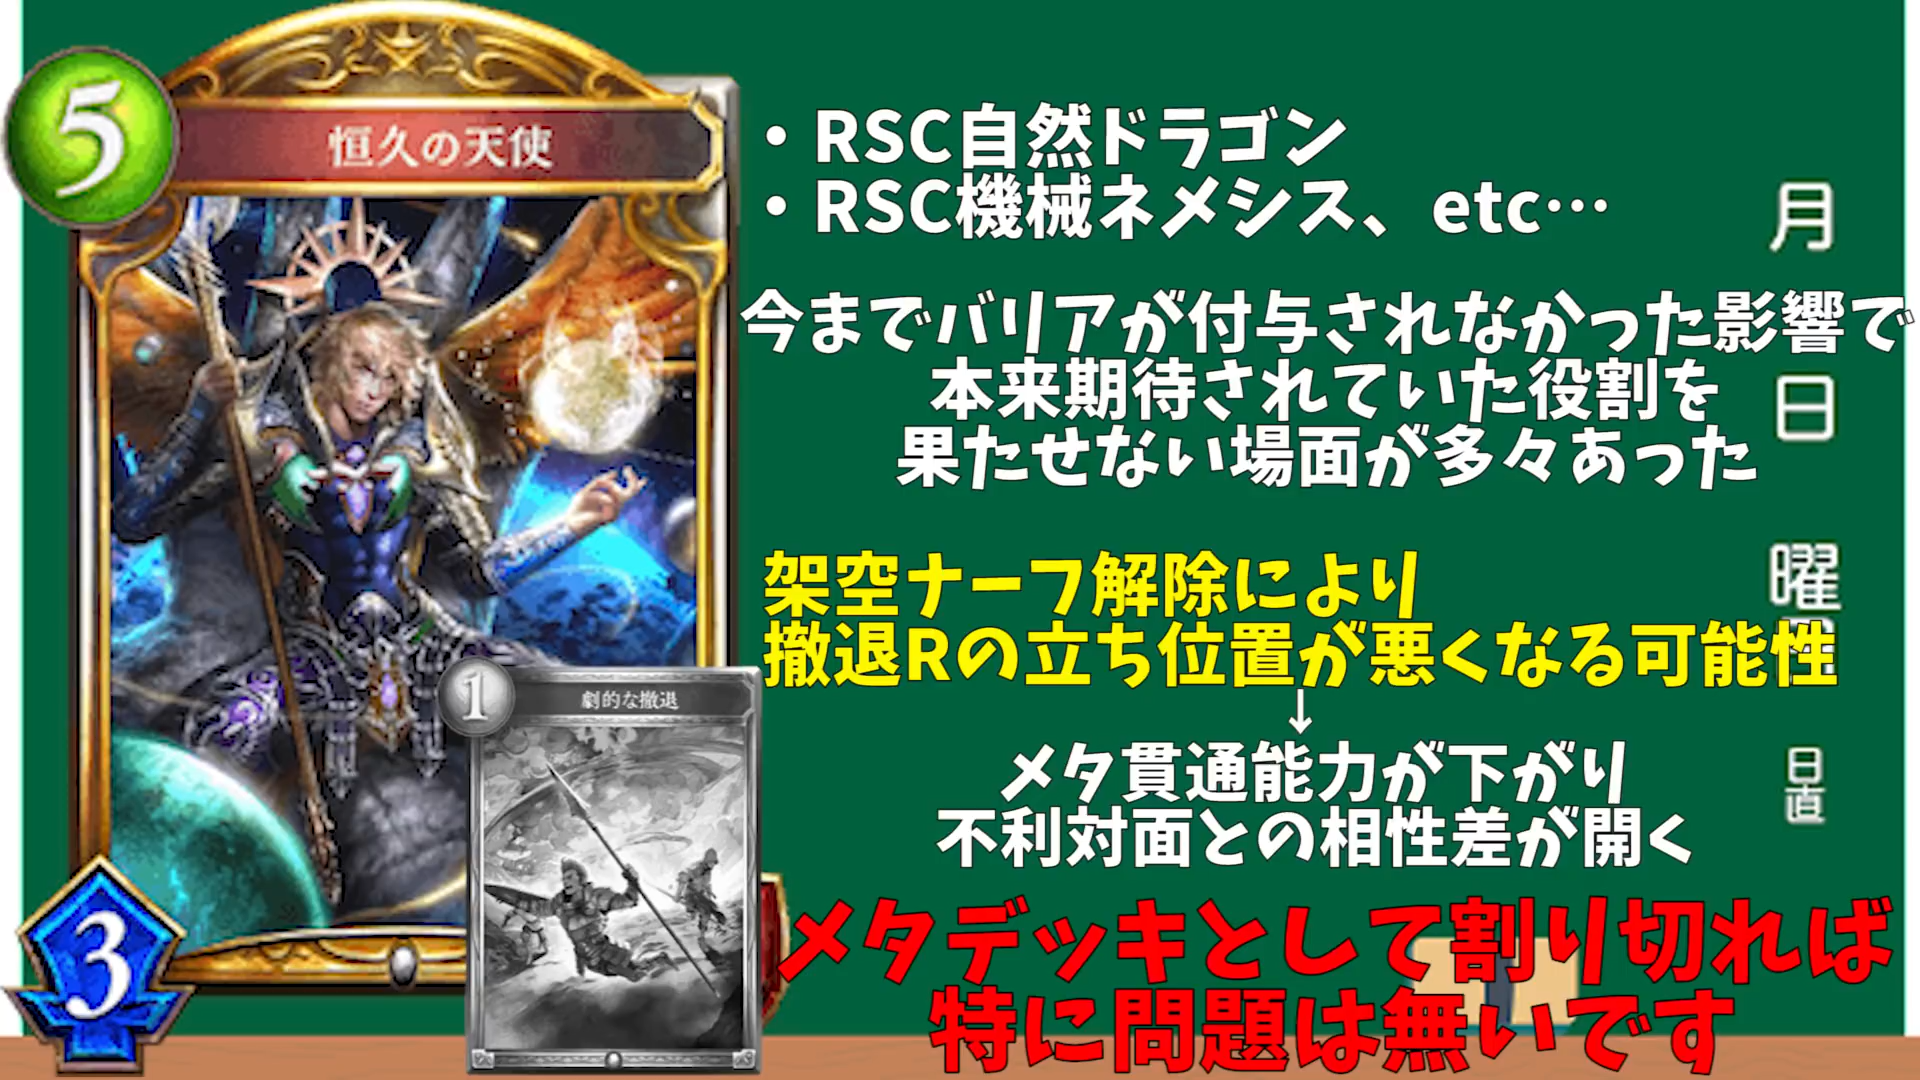 5
恒久の天使
・RSC自然ドラゴン
・RSC機械ネメシス、etc…
今までバリアが付与されなかった影響で
本来期待されていた役割を
果たせない場面が多々あった
架空ナーフ解除により
撤退Rの立ち位置が悪くなる可能性
↓
メタ貫通能力が下がり
不利対面との相性差が開く
メタデッキとして割り切れば
特に問題は無いです
1
劇的な撤退
3
月
日
曜
日直